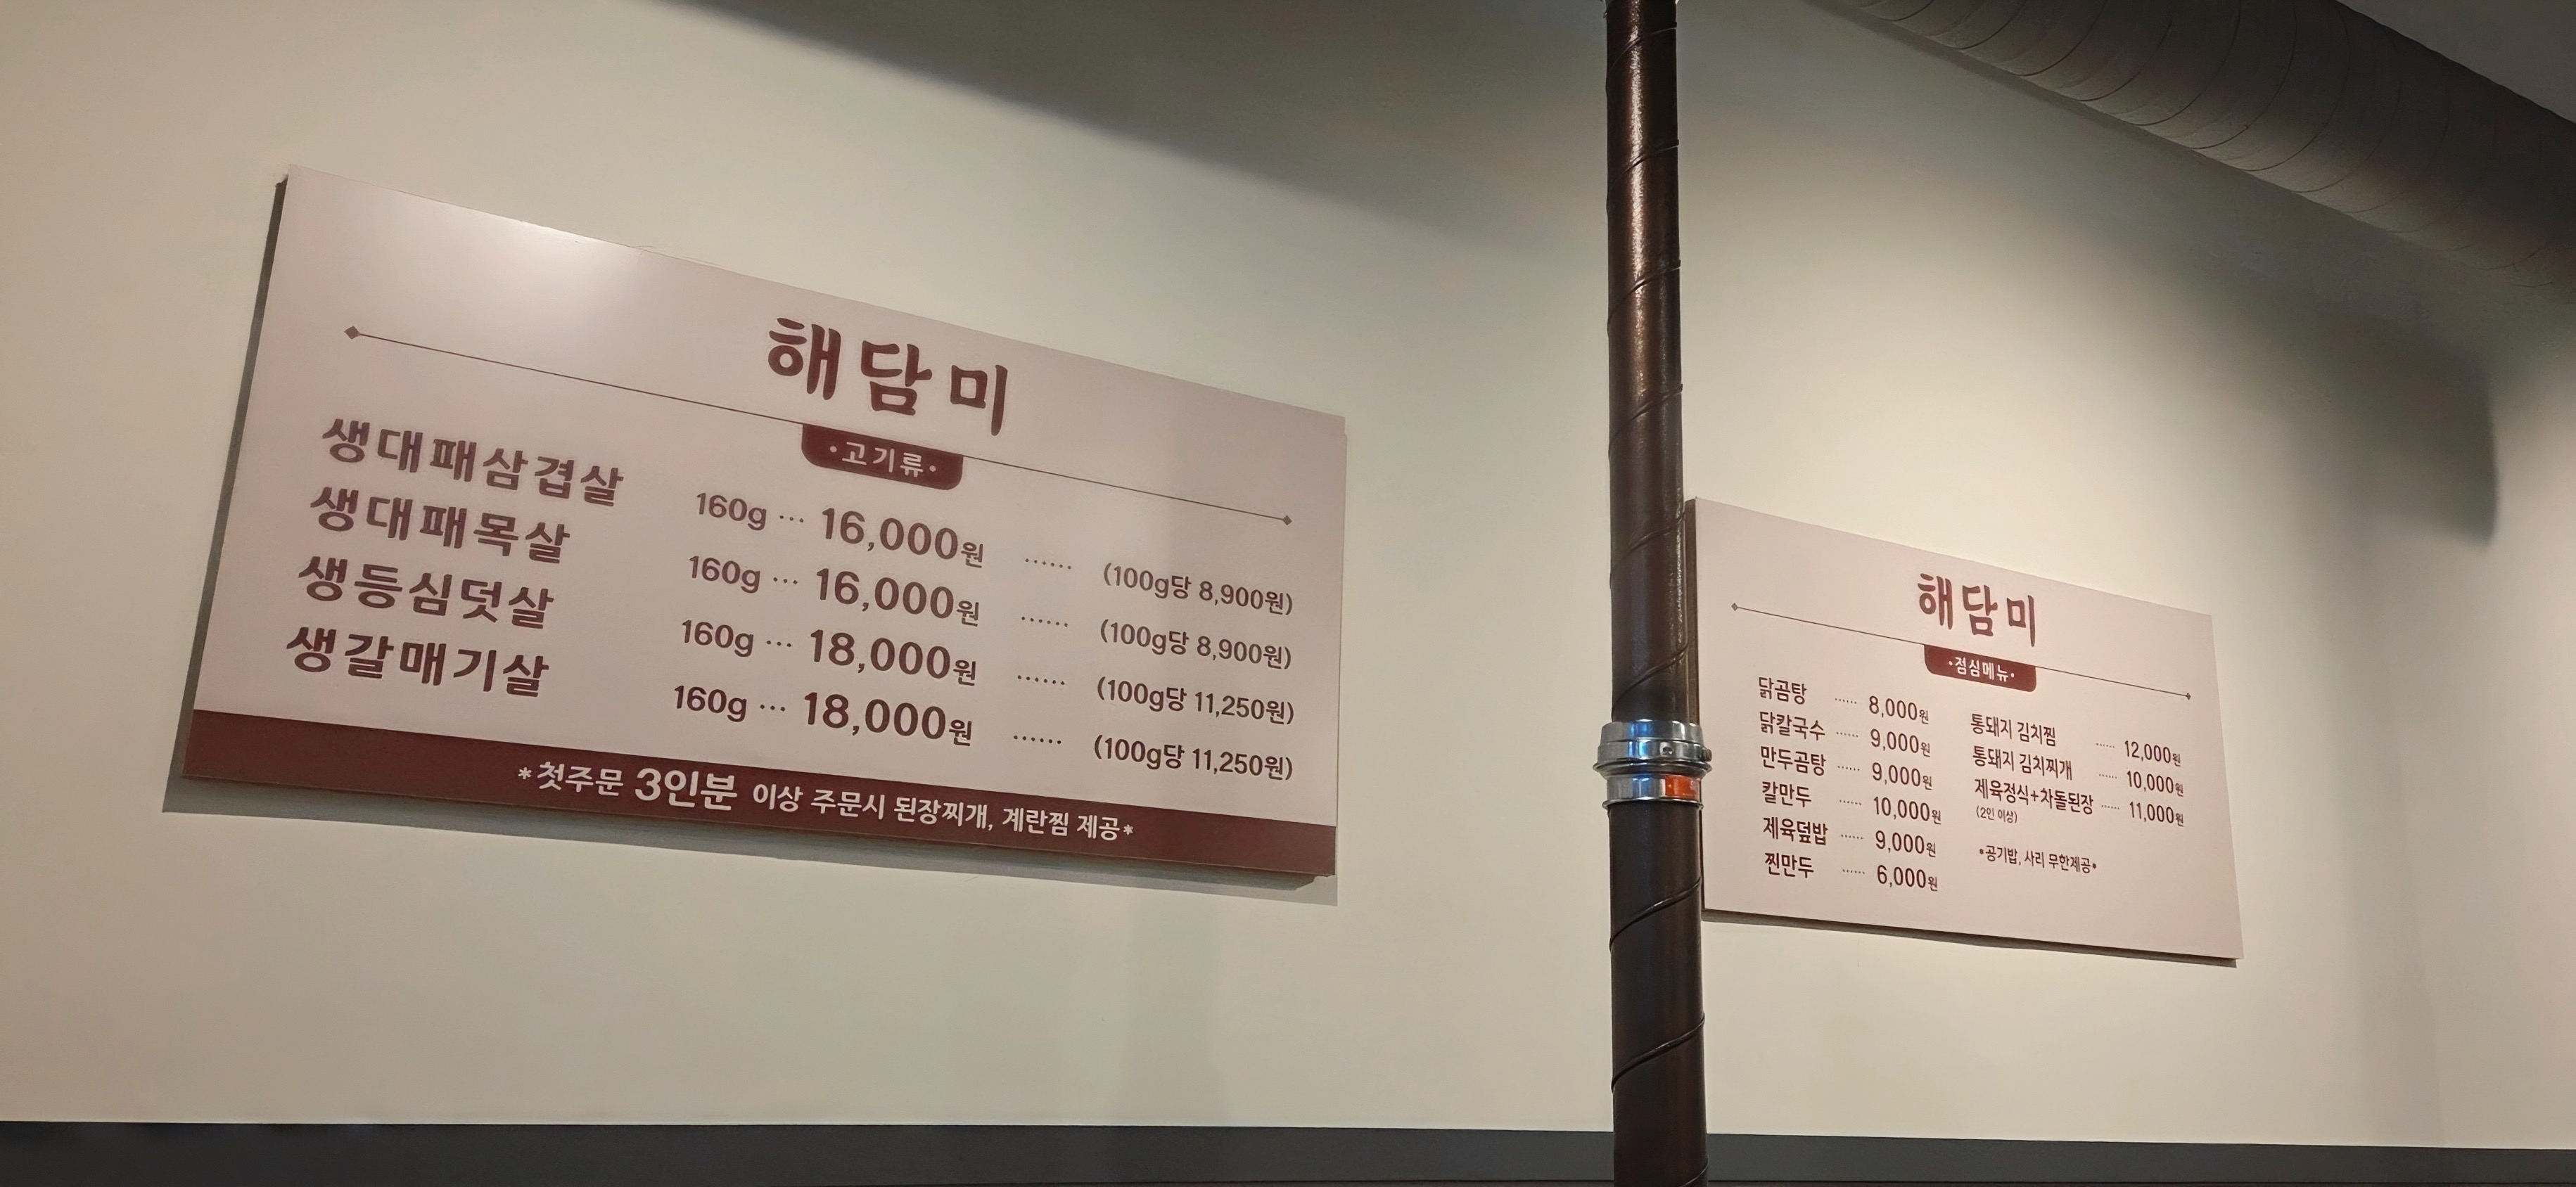 해담미
·고기류·
생대패삼겹살 160g ··· 16,000원 ······ (100g당 8,900원)
생대패목살 160g ··· 16,000원 ······ (100g당 8,900원)
생등심덧살 160g ··· 18,000원 ······ (100g당 11,250원)
생갈매기살 160g ··· 18,000원 ······ (100g당 11,250원)
*첫주문 3인분 이상 주문시 된장찌개, 계란찜 제공*
해담미
·점심메뉴·
닭곰탕 ······ 8,000원
닭칼국수 ······ 9,000원
만두곰탕 ······ 9,000원
칼만두 ······ 10,000원
제육덮밥 ······ 9,000원
찐만두 ······ 6,000원
통돼지 김치찜 ······ 12,000원
통돼지 김치찌개 ······ 10,000원
제육정식+차돌된장 ······ 11,000원
(2인 이상)
*공기밥, 사리 무한제공*